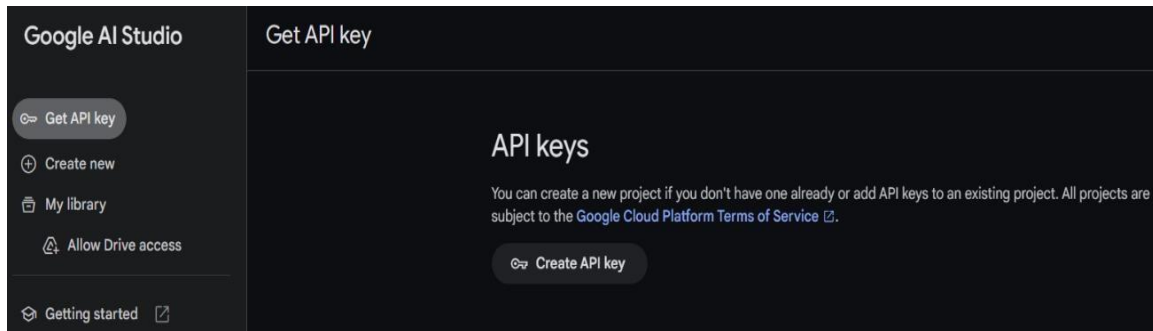 Google AI Studio
Get API key
Get API key
Create new
My library
Allow Drive access
Getting started
API keys
You can create a new project if you don't have one already or add API keys to an existing project. All projects are
subject to the Google Cloud Platform Terms of Service.
Create API key